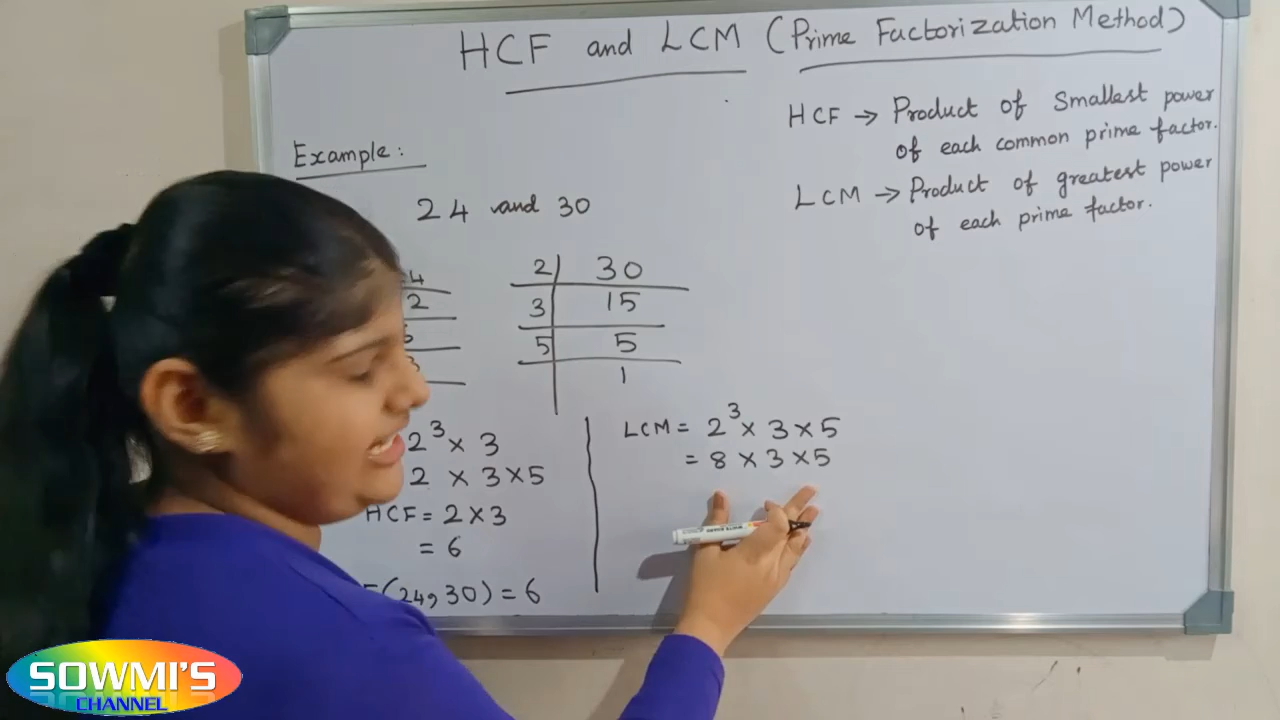 HCF and LCM (Prime Factorization Method)
HCF → Product of Smallest power
of each common prime factor.
LCM → Product of greatest power
of each prime factor.
Example:
24 and 30
4
2
3
2 30
3 15
5 5
1
2³ × 3
2 × 3 × 5
HCF = 2 × 3
= 6
(24, 30) = 6
LCM = 2³ × 3 × 5
= 8 × 3 × 5
SOWMI'S
CHANNEL